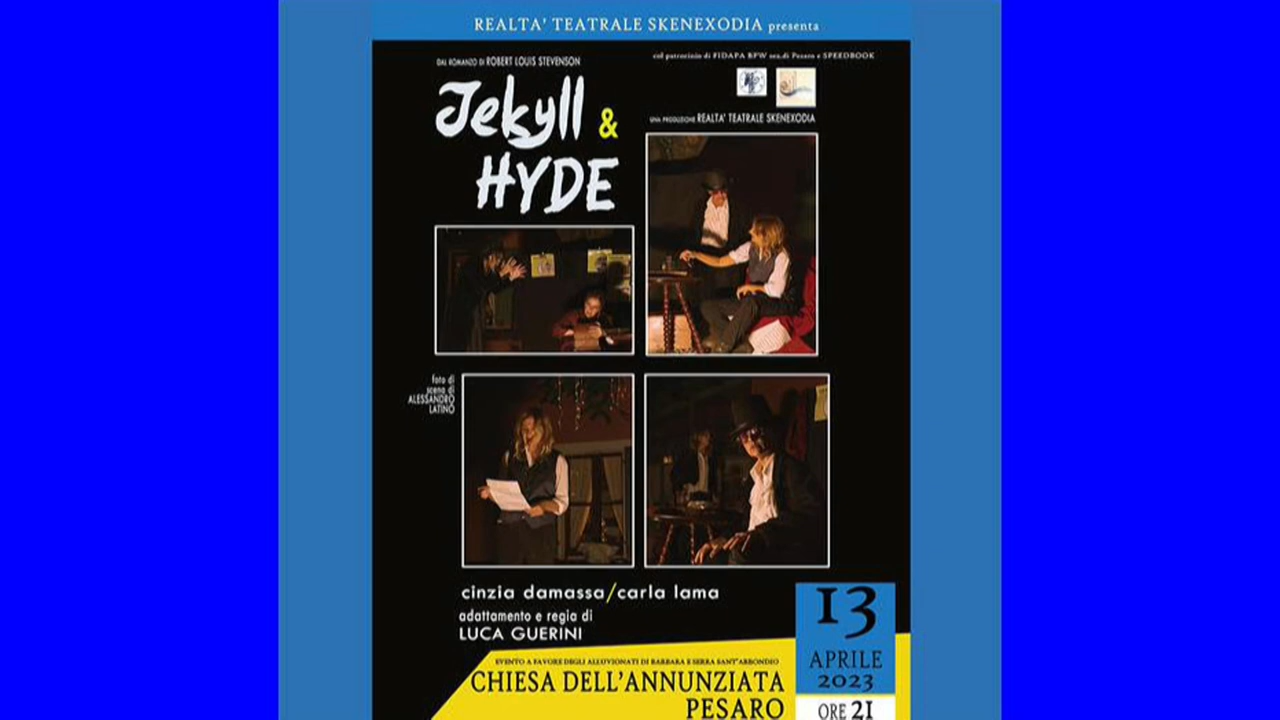 REALTA' TEATRALE SKENEXODIA presenta
col patrocinio di FIDAPA BPW sez.di Pesaro e SPEEDBOOK
DAL ROMANZO DI ROBERT LOUIS STEVENSON
Jekyll &
HYDE
UNA PRODUZIONE REALTA' TEATRALE SKENEXODIA
foto di
scena di
ALESSANDRO
LATINO
cinzia damassa/carla lama
adattamento e regia di
LUCA GUERINI
EVENTO A FAVORE DEGLI ALLUVIONATI DI BARBARA E SERRA SANT'ABBONDIO
CHIESA DELL'ANNUNZIATA
PESARO
13
APRILE
2023
ORE 21